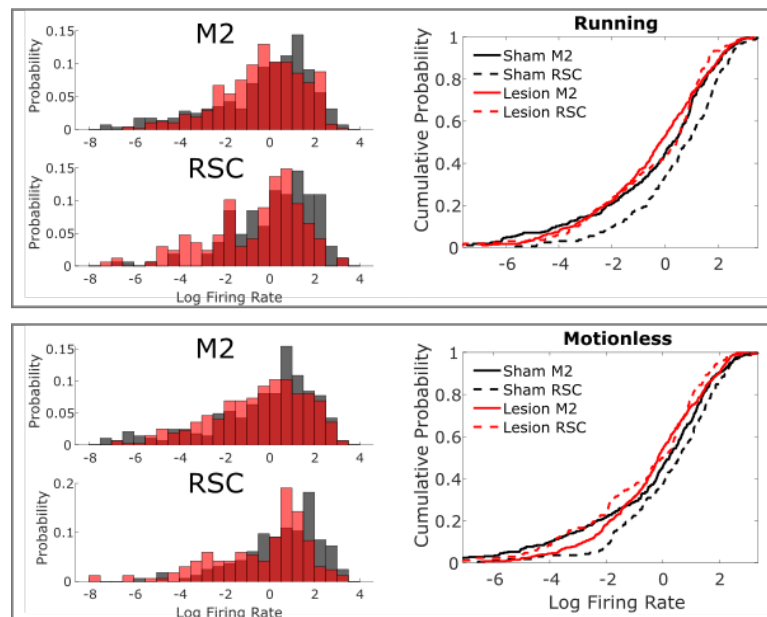 M2
Probability
0.15
0.1
0.05
0
-8 -6 -4 -2 0 2 4
RSC
Probability
0.15
0.1
0.05
0
-8 -6 -4 -2 0 2 4
Log Firing Rate
Running
Cumulative Probability
1
0.8
0.6
0.4
0.2
0
Sham M2
Sham RSC
Lesion M2
Lesion RSC
-6 -4 -2 0 2
Log Firing Rate
M2
Probability
0.15
0.1
0.05
0
-8 -6 -4 -2 0 2 4
RSC
Probability
0.2
0.1
0
-8 -6 -4 -2 0 2 4
Log Firing Rate
Motionless
Cumulative Probability
1
0.8
0.6
0.4
0.2
0
Sham M2
Sham RSC
Lesion M2
Lesion RSC
-6 -4 -2 0 2
Log Firing Rate